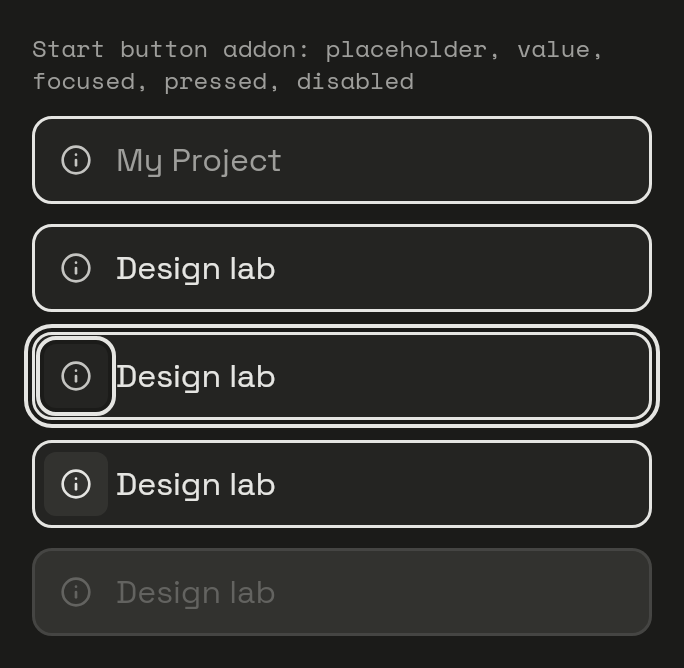 Start button addon: placeholder, value,
focused, pressed, disabled
My Project
Design lab
Design lab
Design lab
Design lab